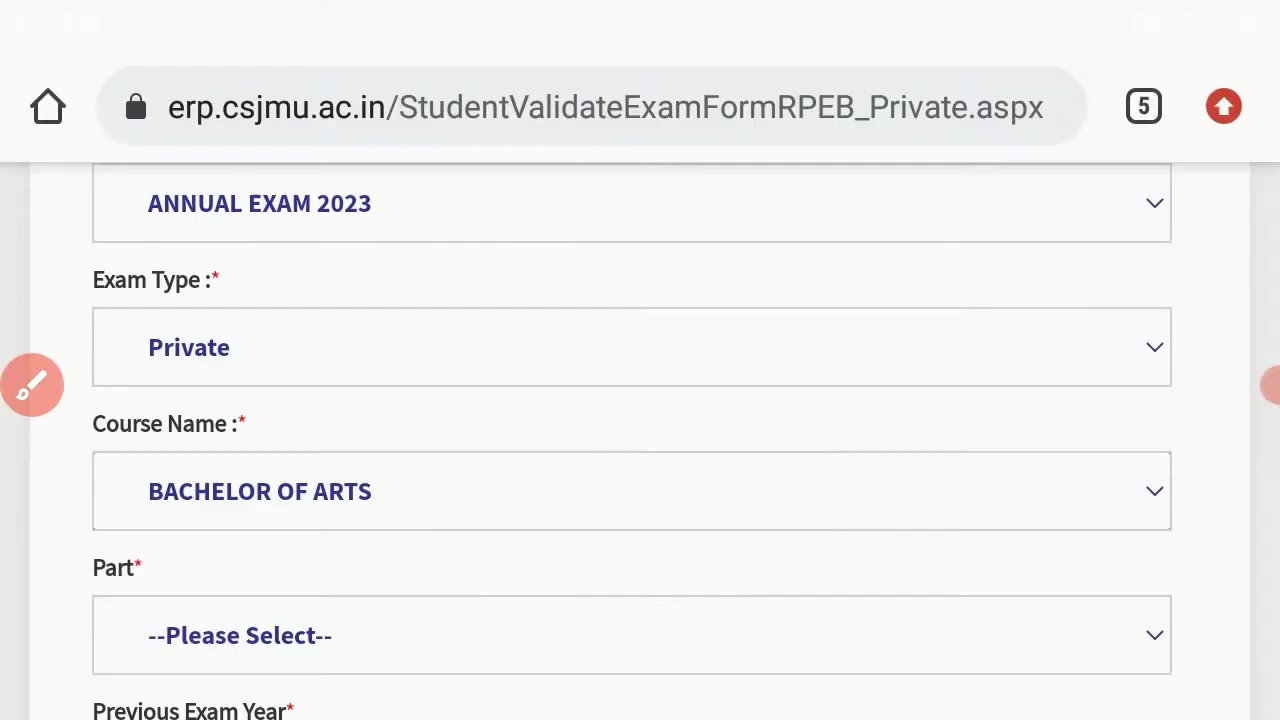 erp.csjmu.ac.in/StudentValidateExamFormRPEB_Private.aspx
5
ANNUAL EXAM 2023
Exam Type :*
Private
Course Name :*
BACHELOR OF ARTS
Part*
--Please Select--
Previous Exam Year*